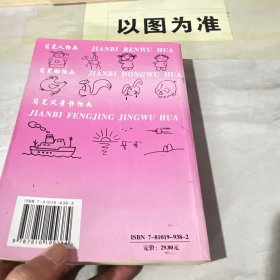 以图为准
简笔人物画 JIANBI RENWU HUA
简笔动物画 JIANBI DONGWU HUA
简笔风景静物画
JIANBI FENGJING JINGWU HUA
ISBN 7-81019-938-2
ISBN 7-81019-938-2
定价：29.80元